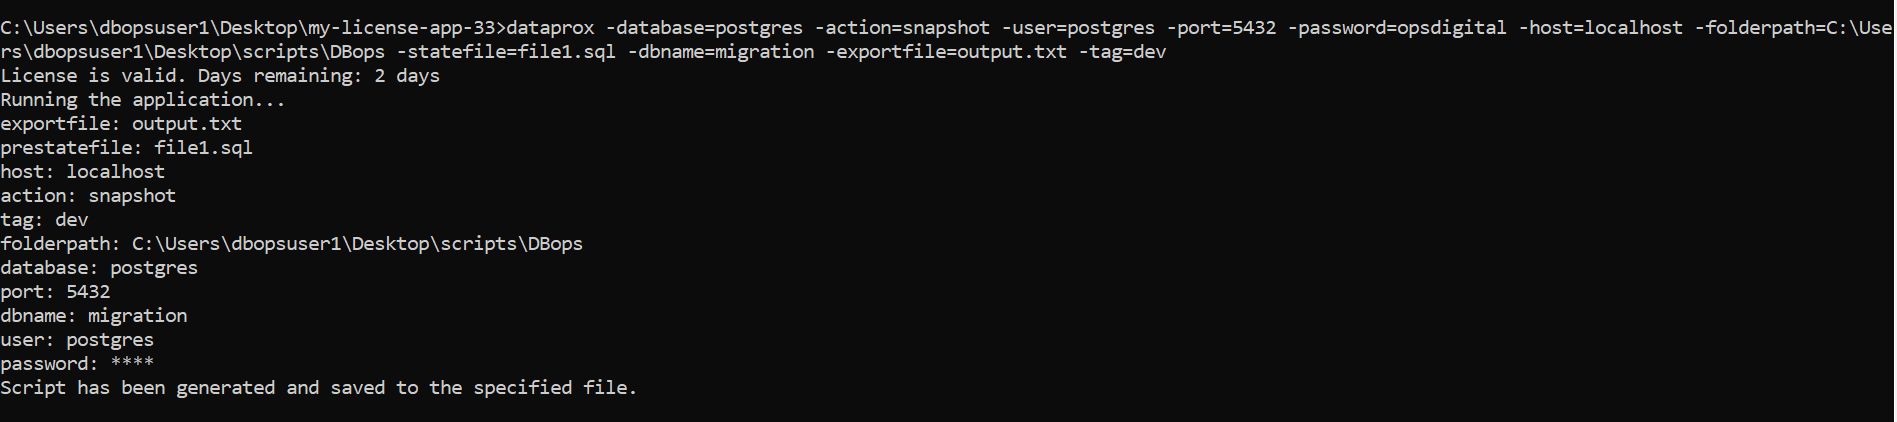 C:\Users\dbopsuser1\Desktop\my-license-app-33>dataprox -database=postgres -action=snapshot -user=postgres -port=5432 -password=opsdigital -host=localhost -folderpath=C:\Use
rs\dbopsuser1\Desktop\scripts\DBops -statefile=file1.sql -dbname=migration -exportfile=output.txt -tag=dev
License is valid. Days remaining: 2 days
Running the application...
exportfile: output.txt
prestatefile: file1.sql
host: localhost
action: snapshot
tag: dev
folderpath: C:\Users\dbopsuser1\Desktop\scripts\DBops
database: postgres
port: 5432
dbname: migration
user: postgres
password: ****
Script has been generated and saved to the specified file.